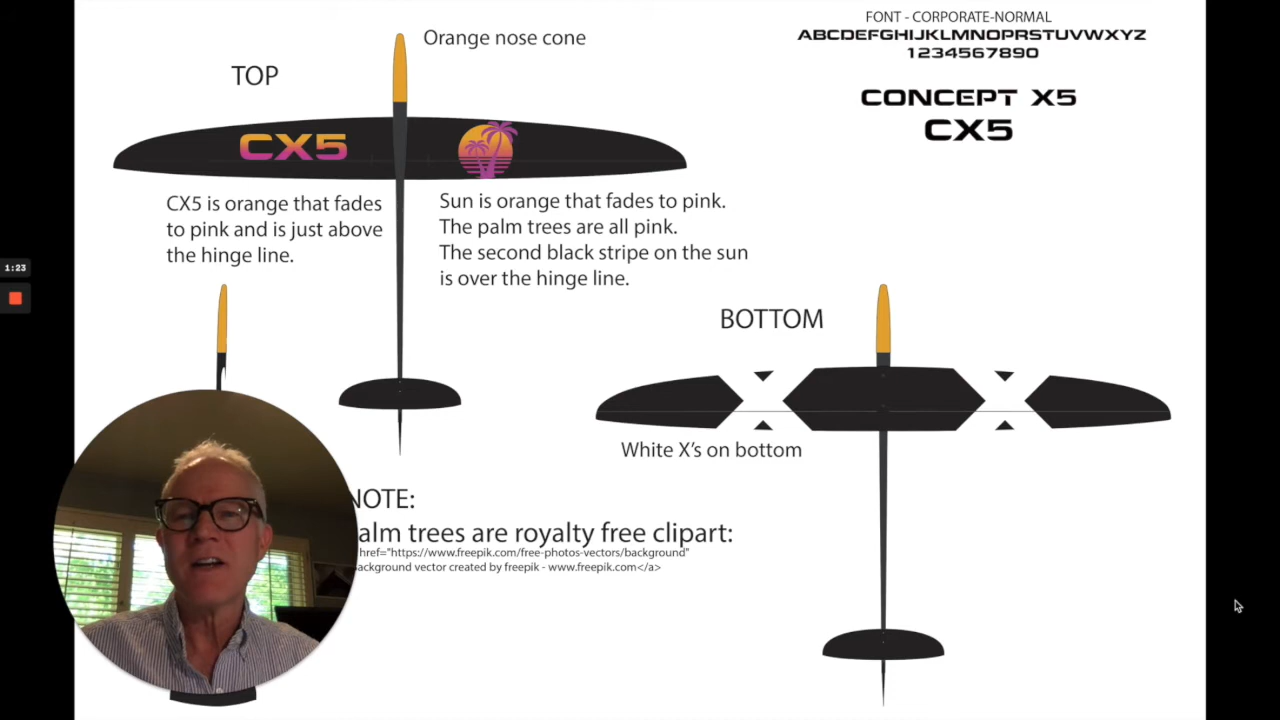 FONT - CORPORATE-NORMAL
ABCDEFGHIJKLMNOPRSTUVWXYZ
1234567890
CONCEPT X5
CX5
Orange nose cone
TOP
CX5
CX5 is orange that fades
to pink and is just above
the hinge line.
Sun is orange that fades to pink.
The palm trees are all pink.
The second black stripe on the sun
is over the hinge line.
1:23
BOTTOM
White X's on bottom
NOTE:
alm trees are royalty free clipart:
href="https://www.freepik.com/free-photos-vectors/background"
ackground vector created by freepik - www.freepik.com</a>